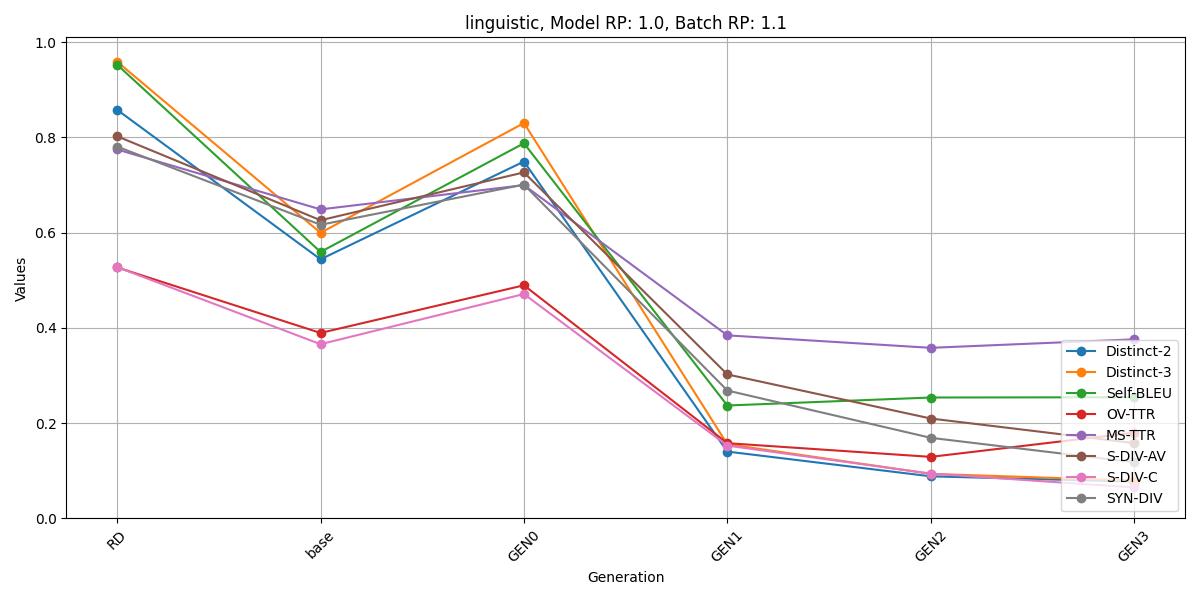 linguistic, Model RP: 1.0, Batch RP: 1.1
Values
1.0
0.8
0.6
0.4
0.2
0.0
RD
base
GEN0
GEN1
GEN2
GEN3
Generation
Distinct-2
Distinct-3
Self-BLEU
OV-TTR
MS-TTR
S-DIV-AV
S-DIV-C
SYN-DIV